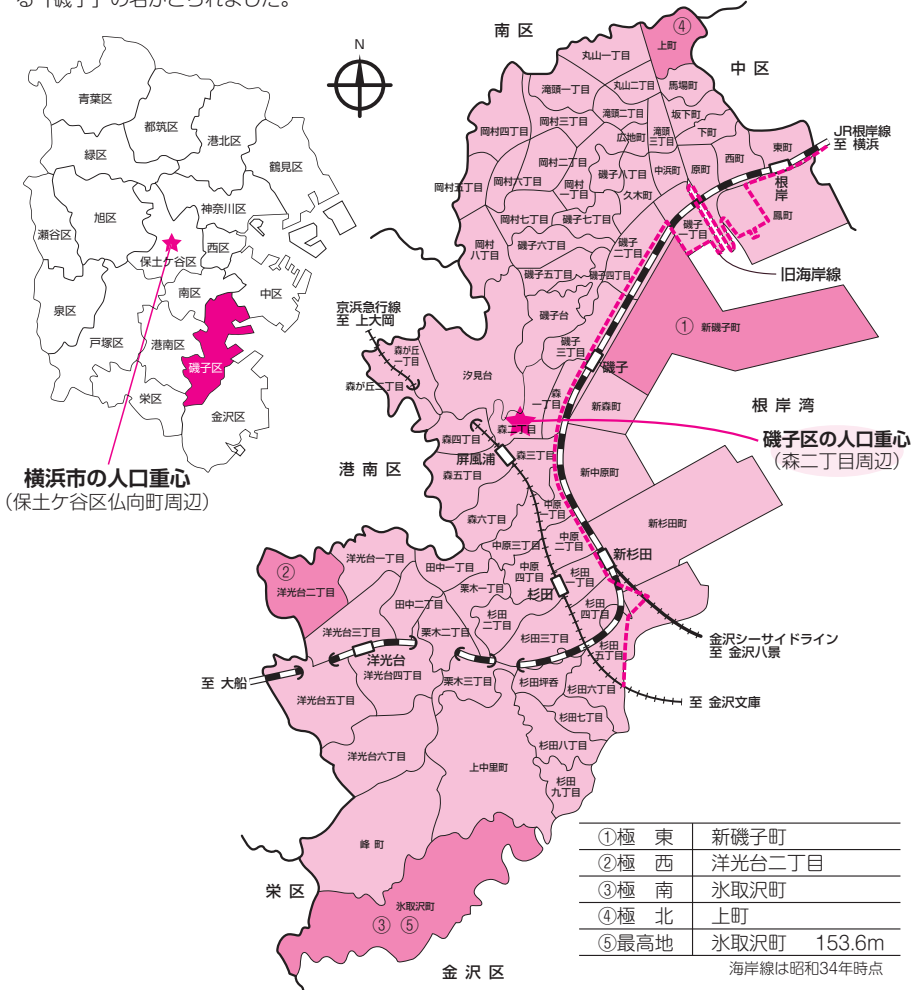 る「磯子」の名がとられました。
N
青葉区
都筑区
港北区
緑区
鶴見区
旭区
神奈川区
瀬谷区
西区
保土ケ谷区
南区
中区
泉区
戸塚区
港南区
磯子区
栄区
金沢区
横浜市の人口重心
(保土ケ谷区仏向町周辺)
南区
中区
④
上町
丸山一丁目
丸山二丁目
馬場町
滝頭一丁目
滝頭二丁目
滝頭
三丁目
坂下町
下町
岡村三丁目
岡村四丁目
広地町
西町
東町
JR根岸線
至 横浜
根岸
岡村二丁目
岡村五丁目
岡村六丁目
岡村
一丁目
磯子八丁目
中浜町
原町
久木町
鳳町
岡村七丁目
磯子七丁目
磯子
一丁目
岡村
八丁目
磯子六丁目
磯子
二丁目
旧海岸線
磯子五丁目
磯子四丁目
京浜急行線
至 上大岡
磯子台
① 新磯子町
森が丘
一丁目
磯子
三丁目
磯子
森が丘二丁目
汐見台
森
一丁目
新森町
根岸湾
森二丁目
磯子区の人口重心
(森二丁目周辺)
森四丁目
屏風浦
森三丁目
港南区
森五丁目
新中原町
森六丁目
中原
一丁目
新杉田町
中原三丁目
中原
二丁目
②
洋光台二丁目
洋光台一丁目
田中一丁目
中原
四丁目
新杉田
栗木一丁目
杉田
杉田
一丁目
田中二丁目
杉田
二丁目
杉田
四丁目
洋光台三丁目
栗木二丁目
杉田三丁目
金沢シーサイドライン
至 金沢八景
杉田
五丁目
洋光台
洋光台四丁目
至 大船
栗木三丁目
杉田坪呑
杉田六丁目
洋光台五丁目
至 金沢文庫
杉田七丁目
洋光台六丁目
杉田八丁目
上中里町
杉田
九丁目
峰町
栄区
氷取沢町
③ ⑤
金沢区
①極 東 新磯子町
②極 西 洋光台二丁目
③極 南 氷取沢町
④極 北 上町
⑤最高地 氷取沢町 153.6m
海岸線は昭和34年時点